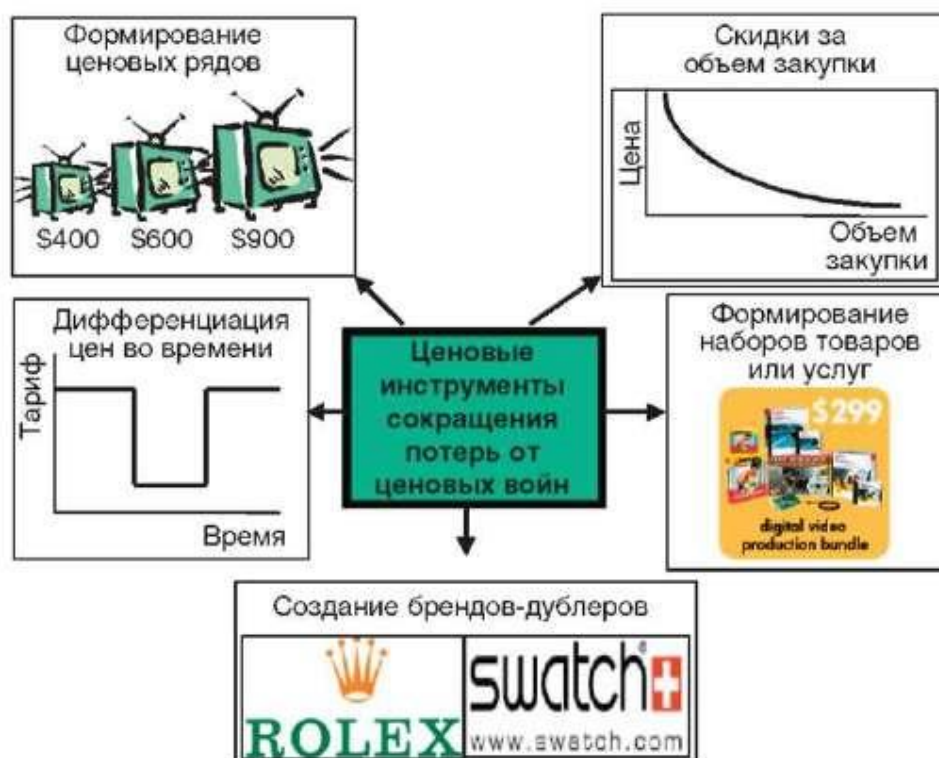 Формирование
ценовых рядов
$400 $600 $900
Скидки за
объем закупки
Цена
Объем
закупки
Дифференциация
цен во времени
Тариф
Время
Ценовые
инструменты
сокращения
потерь от
ценовых войн
Формирование
наборов товаров
или услуг
$299
digital video
production bundle
Создание брендов-дублеров
ROLEX
swatch
www.swatch.com